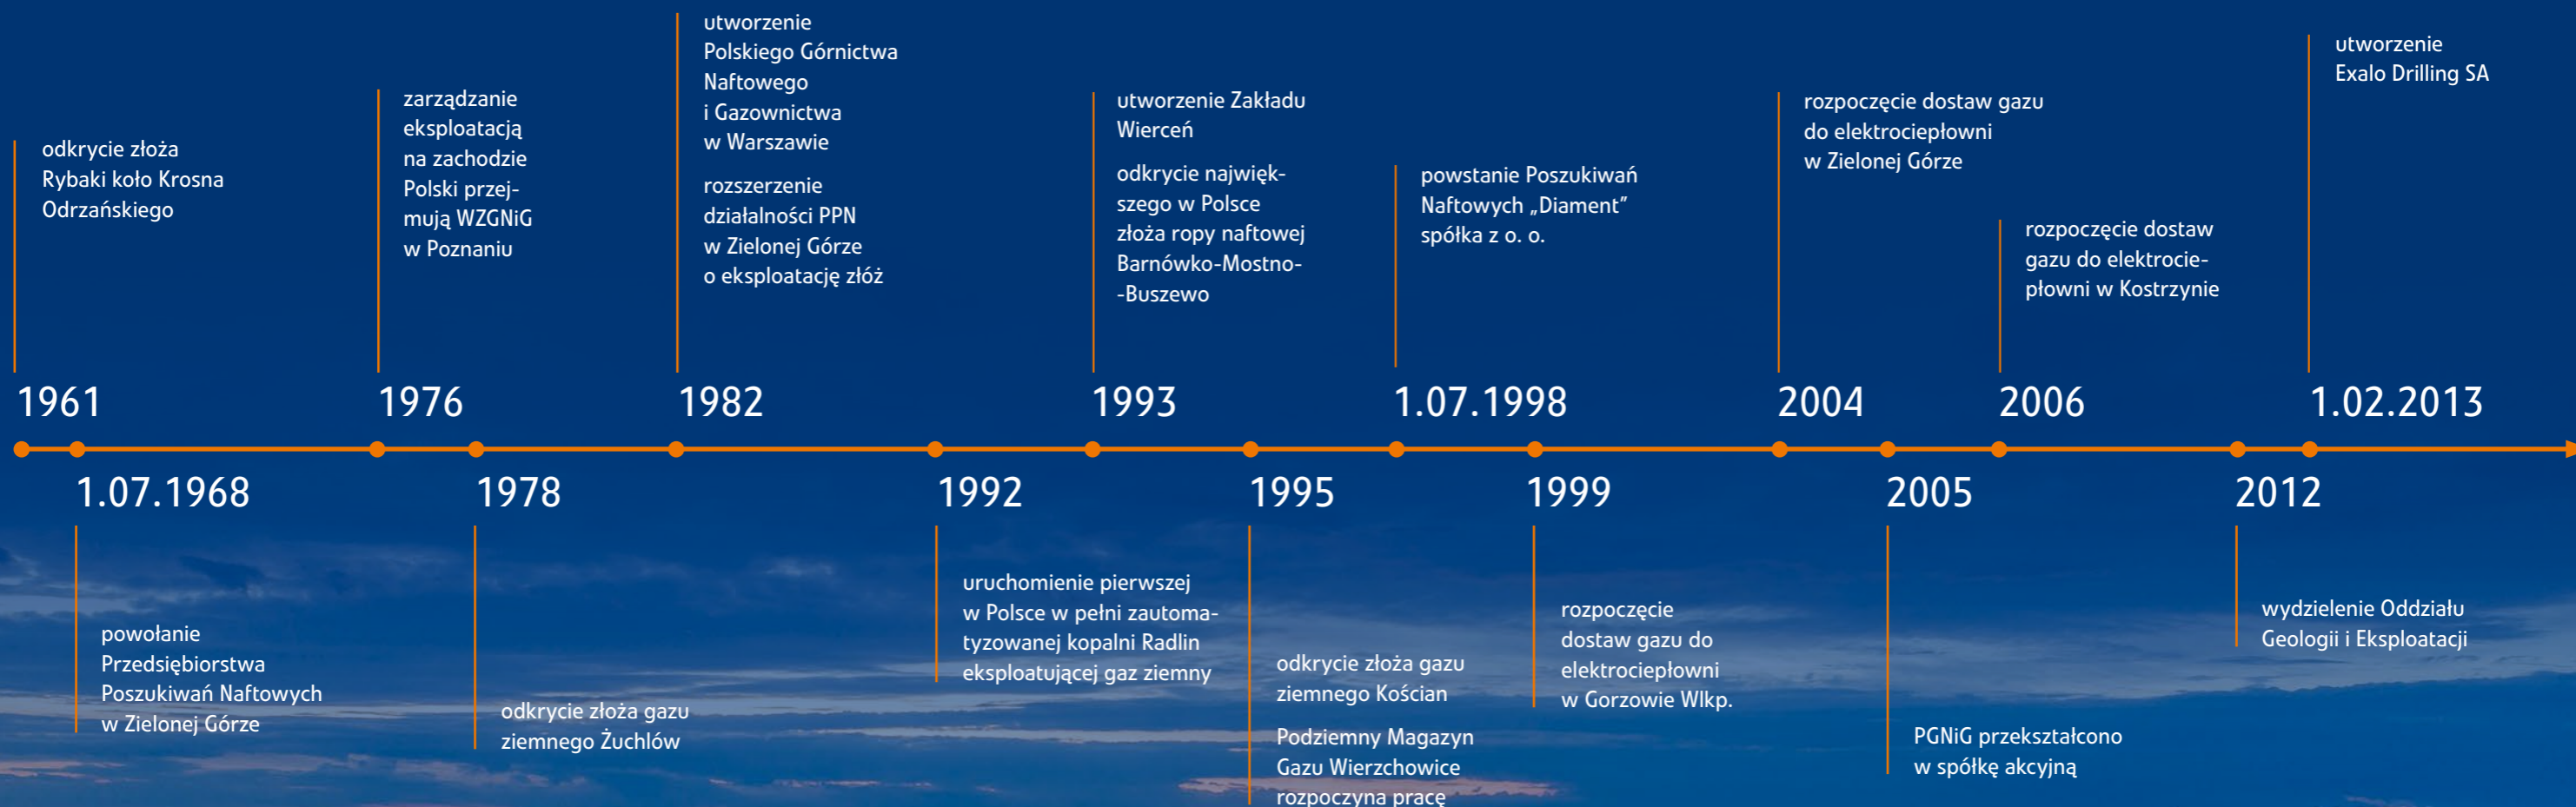 odkrycie złoża
Rybaki koło Krosna
Odrzańskiego
1961
1.07.1968
powołanie
Przedsiębiorstwa
Poszukiwań Naftowych
w Zielonej Górze
zarządzanie
eksploatacją
na zachodzie
Polski przej-
mują WZGNiG
w Poznaniu
1976
1978
odkrycie złoża gazu
ziemnego Żuchlów
utworzenie
Polskiego Górnictwa
Naftowego
i Gazownictwa
w Warszawie
rozszerzenie
działalności PPN
w Zielonej Górze
o eksploatację złóż
1982
1992
uruchomienie pierwszej
w Polsce w pełni zautoma-
tyzowanej kopalni Radlin
eksploatującej gaz ziemny
utworzenie Zakładu
Wierceń
odkrycie najwięk-
szego w Polsce
złoża ropy naftowej
Barnówko-Mostno-
-Buszewo
1993
1995
odkrycie złoża gazu
ziemnego Kościan
Podziemny Magazyn
Gazu Wierzchowice
rozpoczyna pracę
powstanie Poszukiwań
Naftowych „Diament”
spółka z o. o.
1.07.1998
1999
rozpoczęcie
dostaw gazu do
elektrociepłowni
w Gorzowie Wlkp.
rozpoczęcie dostaw gazu
do elektrociepłowni
w Zielonej Górze
2004
2005
PGNiG przekształcono
w spółkę akcyjną
rozpoczęcie dostaw
gazu do elektrocie-
płowni w Kostrzynie
2006
2012
wydzielenie Oddziału
Geologii i Eksploatacji
utworzenie
Exalo Drilling SA
1.02.2013